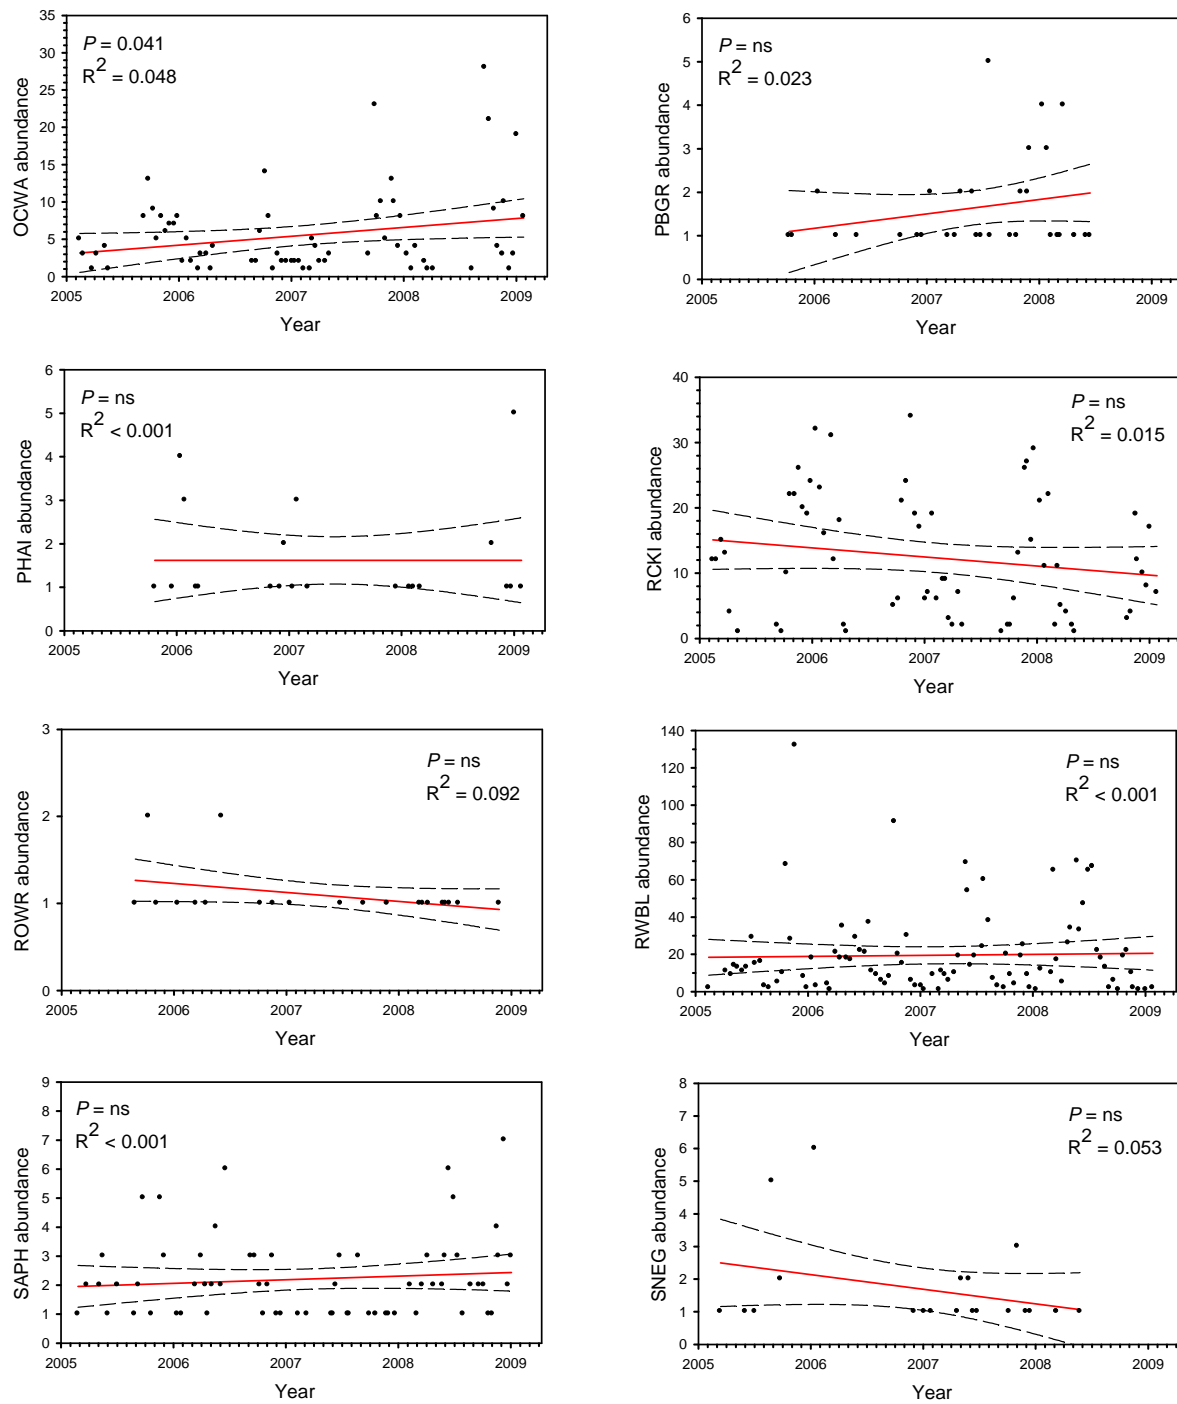 P = 0.041
R2 = 0.048
35
30
25
20
15
10
5
0
OCWA abundance
2005 2006 2007 2008 2009
Year
P = ns
R2 = 0.023
6
5
4
3
2
1
0
PBGR abundance
2005 2006 2007 2008 2009
Year
P = ns
R2 < 0.001
6
5
4
3
2
1
0
PHAI abundance
2005 2006 2007 2008 2009
Year
P = ns
R2 = 0.015
40
30
20
10
0
RCKI abundance
2005 2006 2007 2008 2009
Year
P = ns
R2 = 0.092
3
2
1
0
ROWR abundance
2005 2006 2007 2008 2009
Year
P = ns
R2 < 0.001
140
120
100
80
60
40
20
0
RWBL abundance
2005 2006 2007 2008 2009
Year
P = ns
R2 < 0.001
9
8
7
6
5
4
3
2
1
0
SAPH abundance
2005 2006 2007 2008 2009
Year
P = ns
R2 = 0.053
8
7
6
5
4
3
2
1
0
SNEG abundance
2005 2006 2007 2008 2009
Year